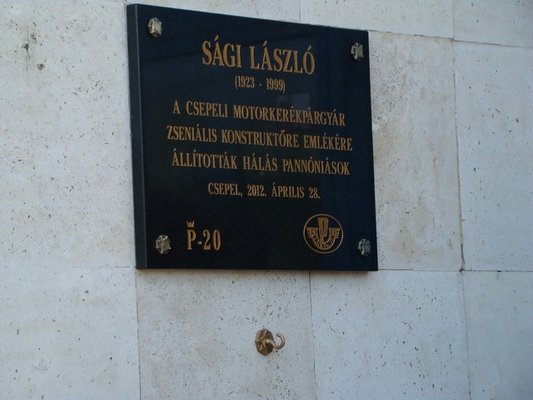 SÁGI LÁSZLÓ
(1923 - 1999)
A CSEPELI MOTORKERÉKPÁRGYÁR
ZSENIÁLIS KONSTRUKTŐRE EMLÉKÉRE
ÁLLÍTOTTÁK HÁLÁS PANNÓNIÁSOK
CSEPEL, 2012. ÁPRILIS 28.
P-20